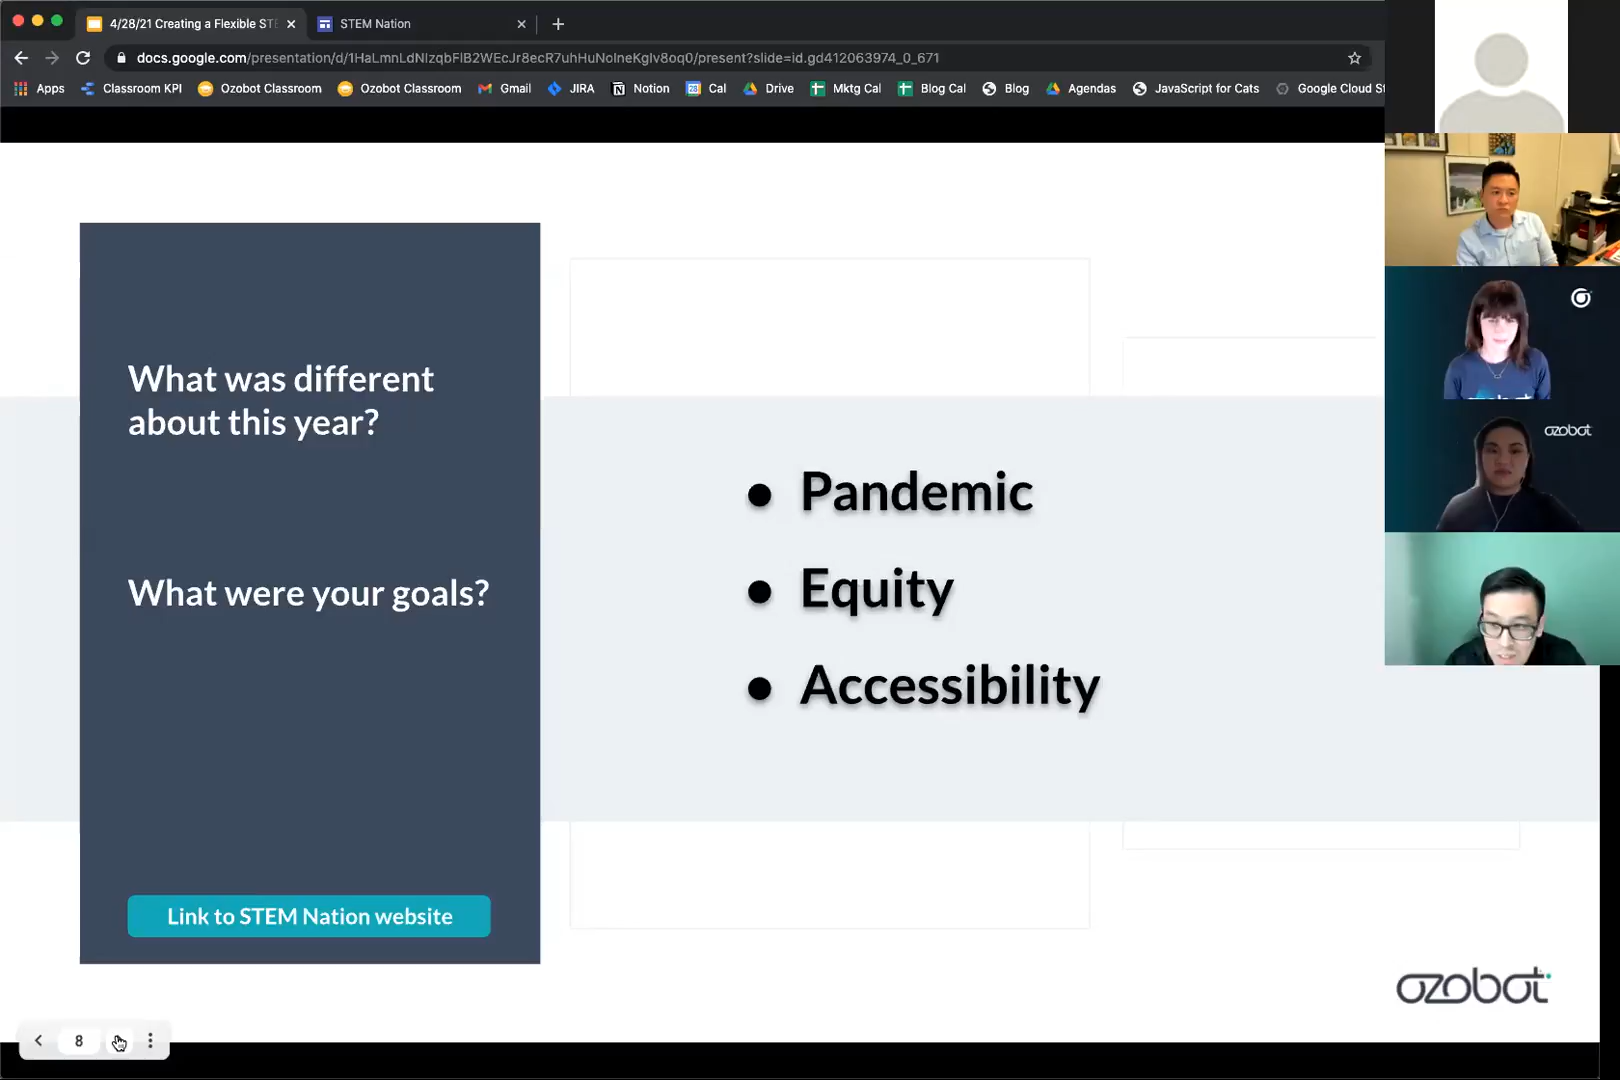 4/28/21 Creating a Flexible STE
STEM Nation
docs.google.com/presentation/d/1HaLmnLdNIzqbFlB2WEcJr8ecR7uhHuNolneKgIv8oq0/present?slide=id.gd412063974_0_671
Apps
Classroom KPI
Ozobot Classroom
Ozobot Classroom
Gmail
JIRA
Notion
Cal
Drive
Mktg Cal
Blog Cal
Blog
Agendas
JavaScript for Cats
Google Cloud St
What was different
about this year?
What were your goals?
Link to STEM Nation website
● Pandemic
● Equity
● Accessibility
ozobot
ozobot
8